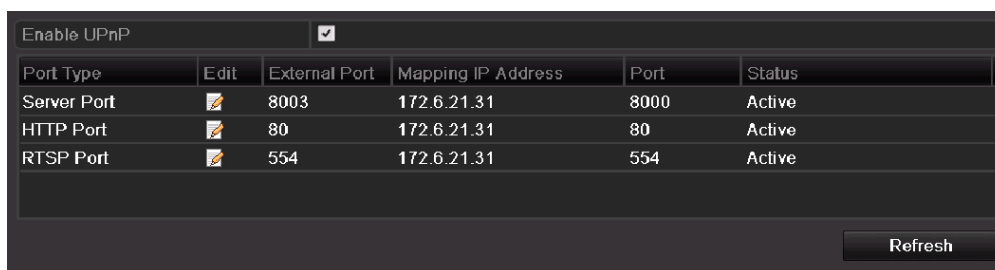 Enable UPnP
Port Type Edit External Port Mapping IP Address Port Status
Server Port 8003 172.6.21.31 8000 Active
HTTP Port 80 172.6.21.31 80 Active
RTSP Port 554 172.6.21.31 554 Active
Refresh